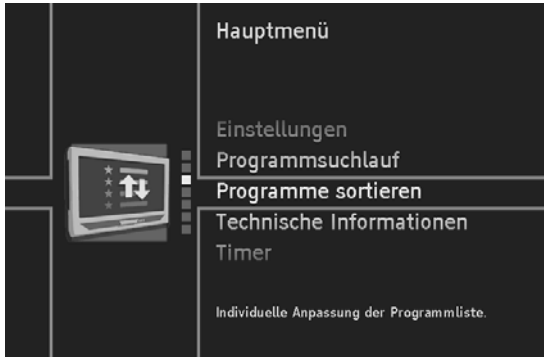 Hauptmenü
Einstellungen
Programmsuchlauf
Programme sortieren
Technische Informationen
Timer
Individuelle Anpassung der Programmliste.